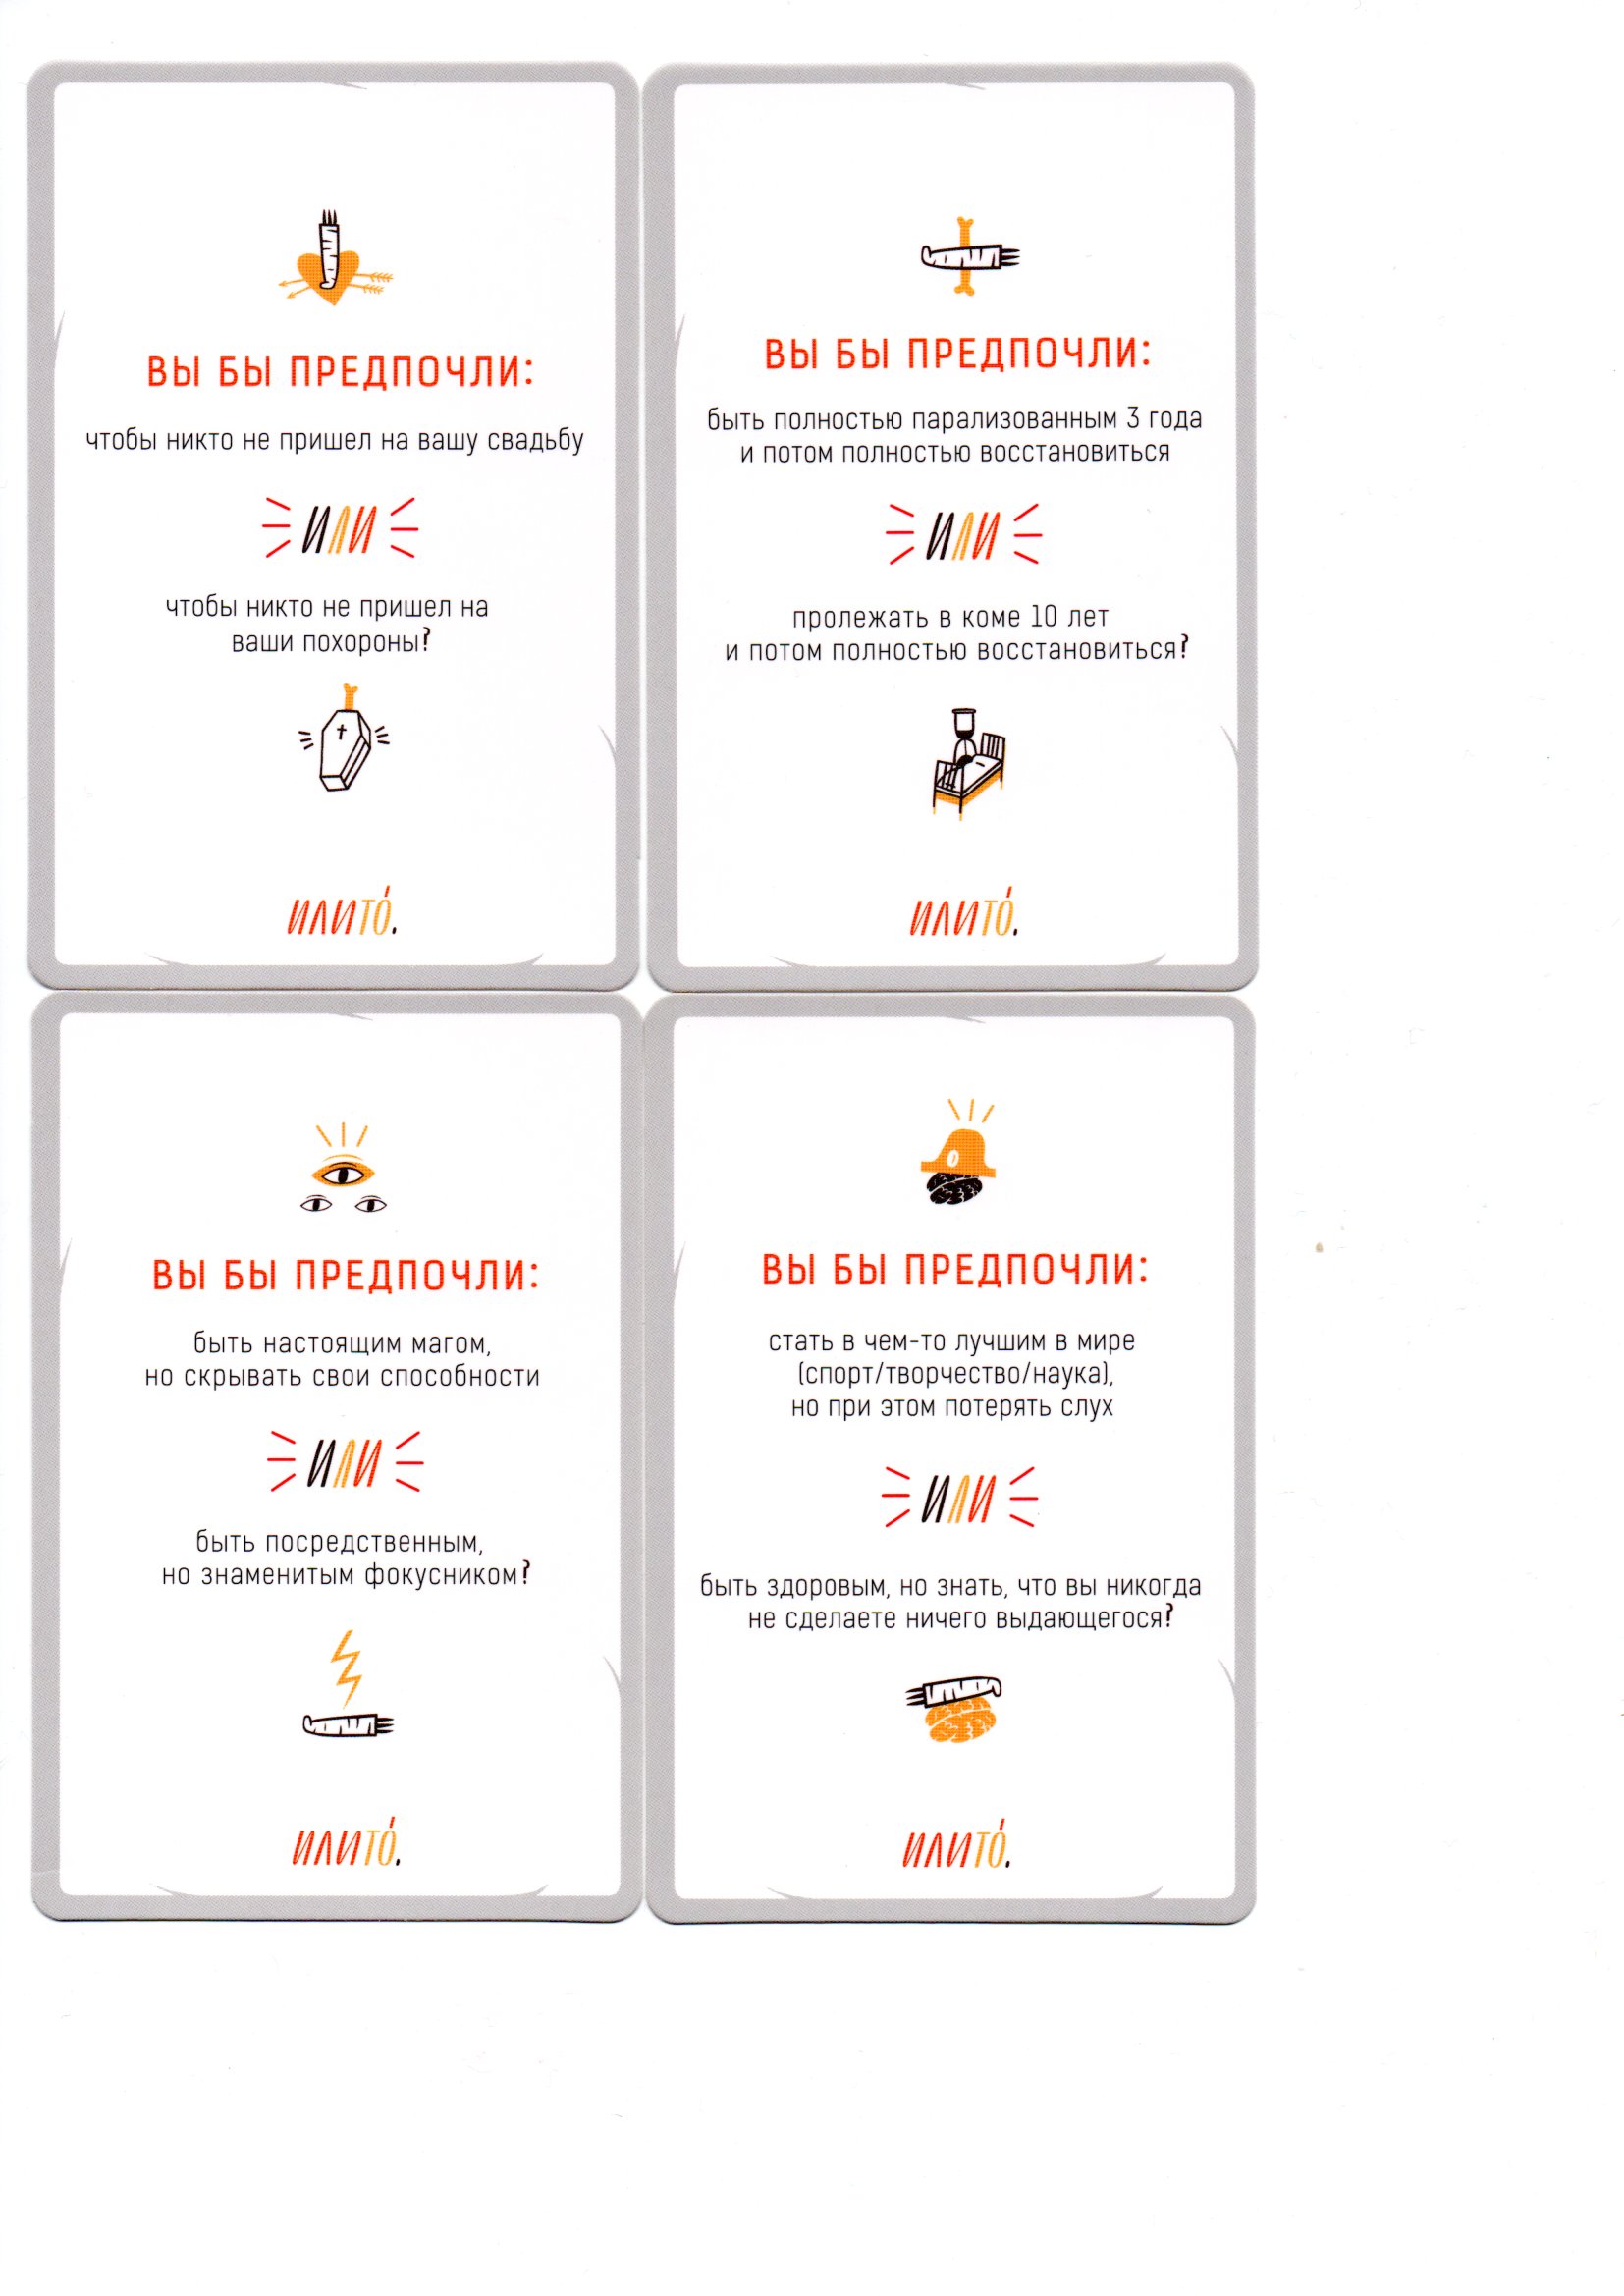 ВЫ БЫ ПРЕДПОЧЛИ:
чтобы никто не пришел на вашу свадьбу
ИЛИ
чтобы никто не пришел на
ваши похороны?
ИЛИТО́.
ВЫ БЫ ПРЕДПОЧЛИ:
быть полностью парализованным 3 года
и потом полностью восстановиться
ИЛИ
пролежать в коме 10 лет
и потом полностью восстановиться?
ИЛИТО́.
ВЫ БЫ ПРЕДПОЧЛИ:
быть настоящим магом,
но скрывать свои способности
ИЛИ
быть посредственным,
но знаменитым фокусником?
ИЛИТО́.
ВЫ БЫ ПРЕДПОЧЛИ:
стать в чем-то лучшим в мире
(спорт/творчество/наука),
но при этом потерять слух
ИЛИ
быть здоровым, но знать, что вы никогда
не сделаете ничего выдающегося?
ИЛИТО́.